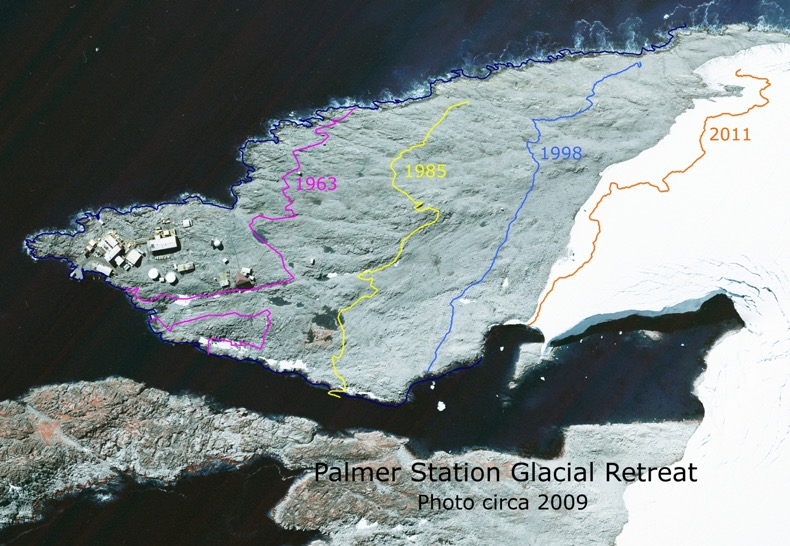 1963
1985
1998
2011
Palmer Station Glacial Retreat
Photo circa 2009